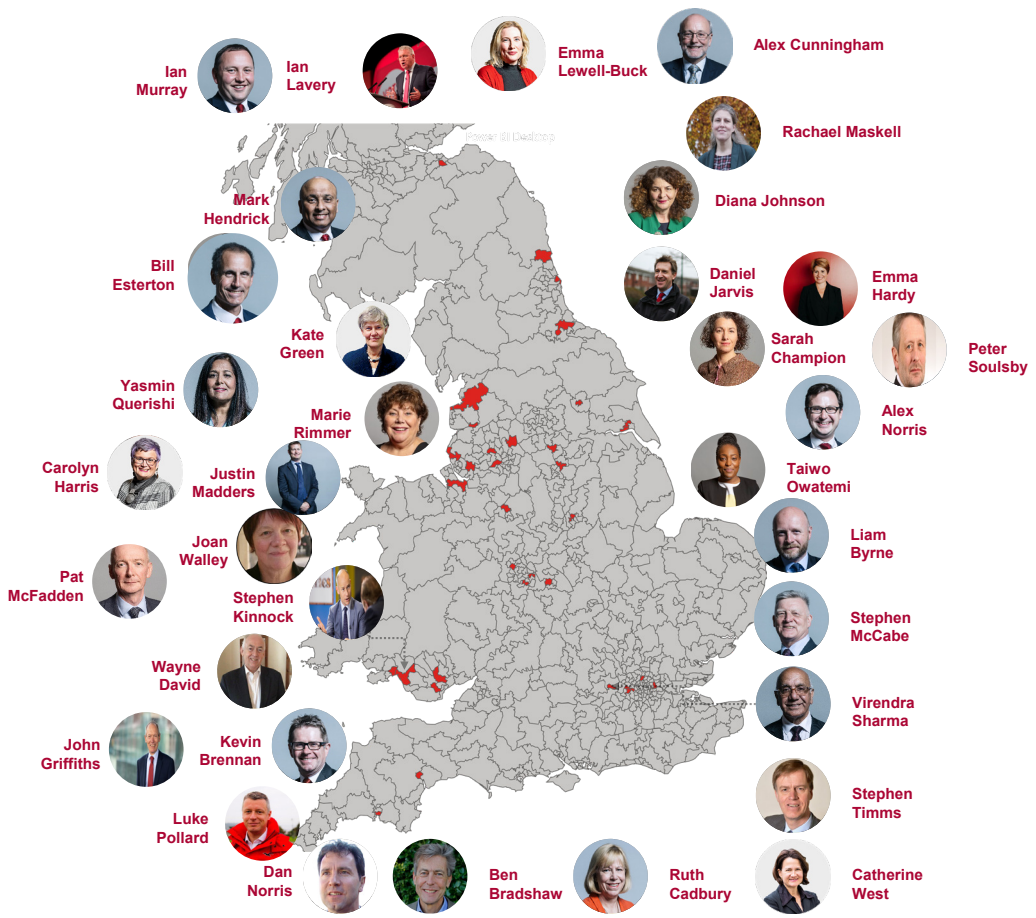 Ian
Murray
Ian
Lavery
Emma
Lewell-Buck
Alex Cunningham
Power BI Desktop
Rachael Maskell
Mark
Hendrick
Diana Johnson
Bill
Esterton
Daniel
Jarvis
Emma
Hardy
Kate
Green
Sarah
Champion
Peter
Soulsby
Yasmin
Querishi
Marie
Rimmer
Alex
Norris
Carolyn
Harris
Justin
Madders
Taiwo
Owatemi
Joan
Walley
Liam
Byrne
Pat
McFadden
Stephen
Kinnock
Stephen
McCabe
Wayne
David
Virendra
Sharma
John
Griffiths
Kevin
Brennan
Stephen
Timms
Luke
Pollard
Dan
Norris
Ben
Bradshaw
Ruth
Cadbury
Catherine
West